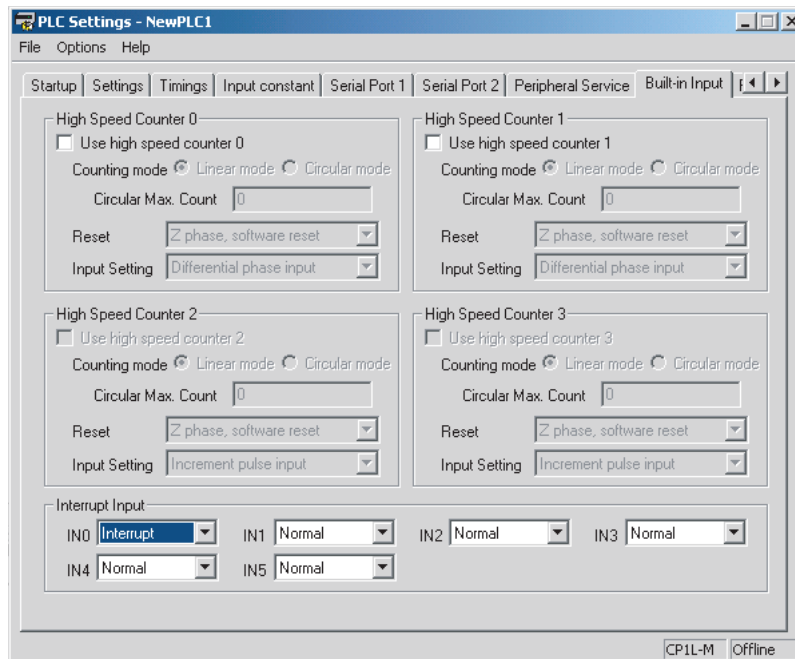 PLC Settings - NewPLC1
File Options Help
Startup Settings Timings Input constant Serial Port 1 Serial Port 2 Peripheral Service Built-in Input
High Speed Counter 0
Use high speed counter 0
Counting mode Linear mode Circular mode
Circular Max. Count 0
Reset Z phase, software reset
Input Setting Differential phase input
High Speed Counter 1
Use high speed counter 1
Counting mode Linear mode Circular mode
Circular Max. Count 0
Reset Z phase, software reset
Input Setting Differential phase input
High Speed Counter 2
Use high speed counter 2
Counting mode Linear mode Circular mode
Circular Max. Count 0
Reset Z phase, software reset
Input Setting Increment pulse input
High Speed Counter 3
Use high speed counter 3
Counting mode Linear mode Circular mode
Circular Max. Count 0
Reset Z phase, software reset
Input Setting Increment pulse input
Interrupt Input
IN0 Interrupt IN1 Normal IN2 Normal IN3 Normal
IN4 Normal IN5 Normal
CP1L-M Offline